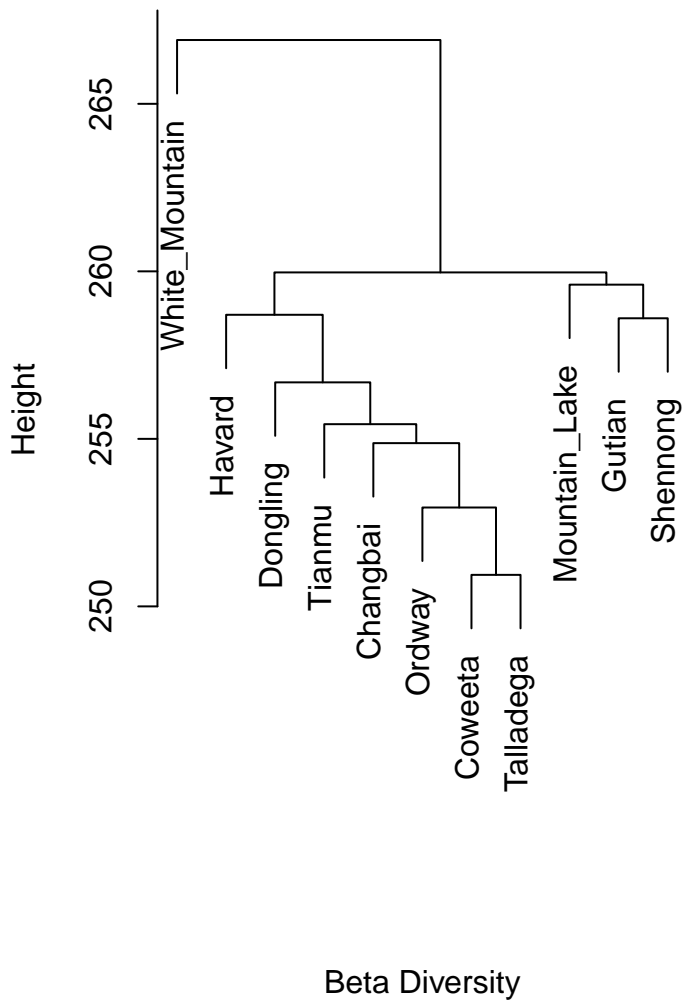 Height
265
260
255
250
White_Mountain
Havard
Dongling
Tianmu
Changbai
Ordway
Coweeta
Talladega
Mountain_Lake
Gutian
Shennong
Beta Diversity